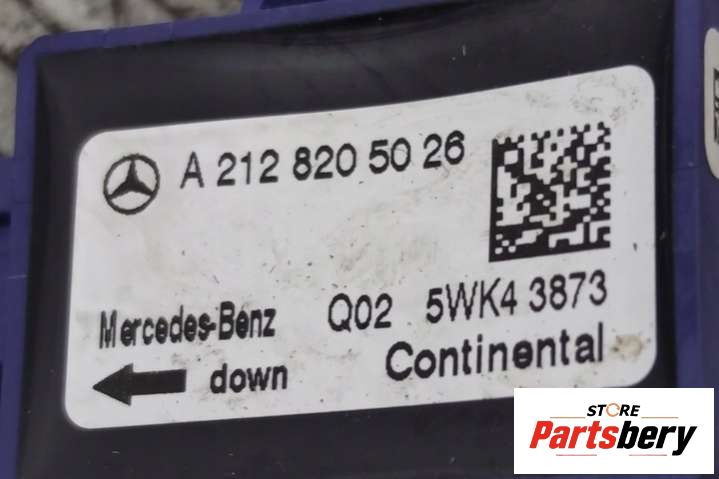 A 212 820 50 26
Mercedes-Benz Q02 5WK4 3873
down Continental
STORE
Partsbery